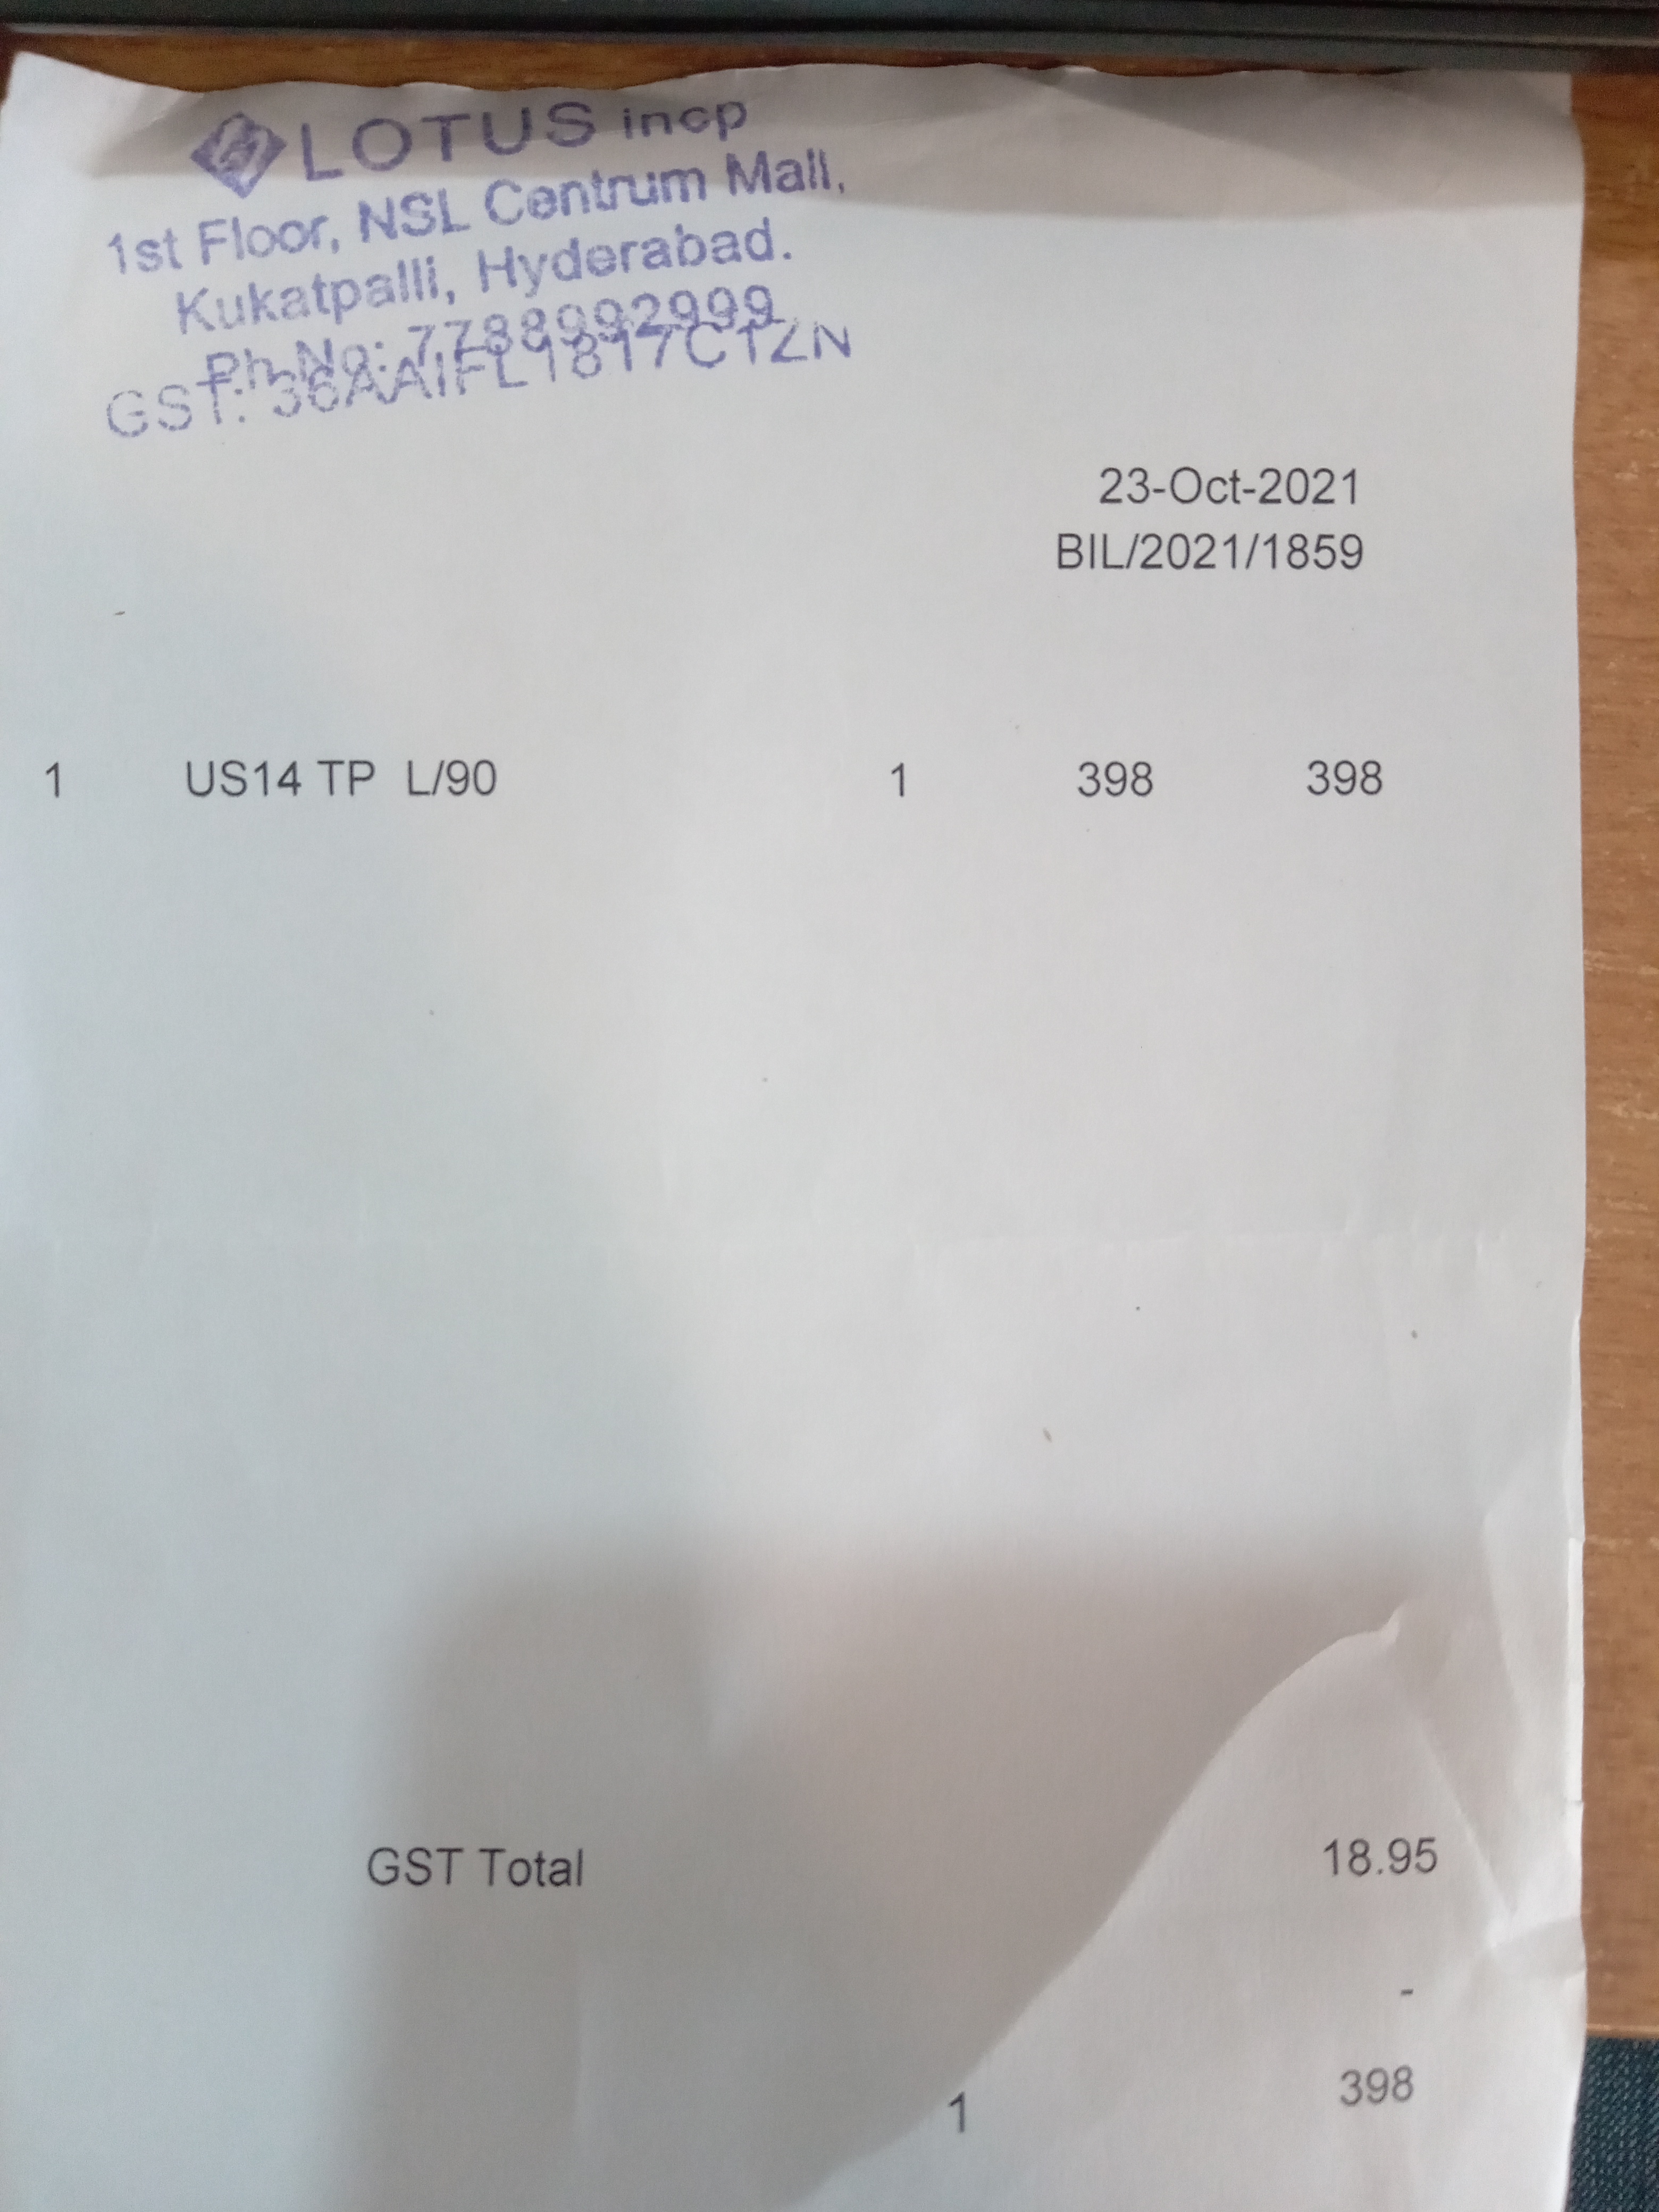 LOTUS incp
1st Floor, NSL Centrum Mall,
Kukatpalli, Hyderabad.
Ph No: 7788992999
GST: 36AAIFL1817C1ZN
23-Oct-2021
BIL/2021/1859
1 US14 TP L/90 1 398 398
GST Total 18.95
-
1 398